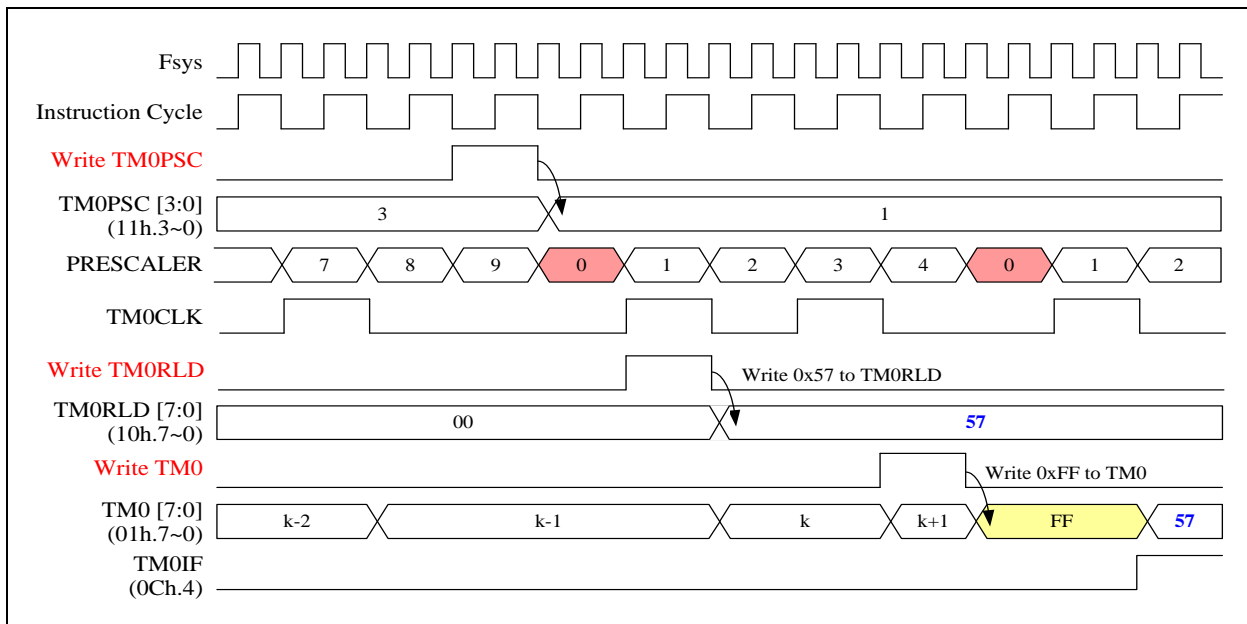 Fsys
Instruction Cycle
Write TM0PSC
TM0PSC [3:0]
(11h.3~0)
3 1
PRESCALER 7 8 9 0 1 2 3 4 0 1 2
TM0CLK
Write TM0RLD
Write 0x57 to TM0RLD
TM0RLD [7:0]
(10h.7~0)
00 57
Write TM0
Write 0xFF to TM0
TM0 [7:0]
(01h.7~0)
k-2 k-1 k k+1 FF 57
TM0IF
(0Ch.4)